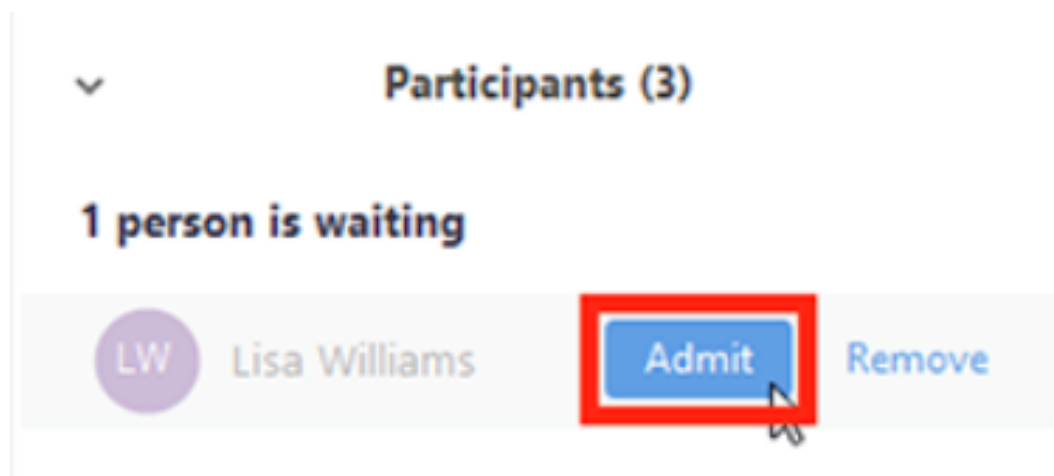 Participants (3)
1 person is waiting
LW Lisa Williams Admit Remove